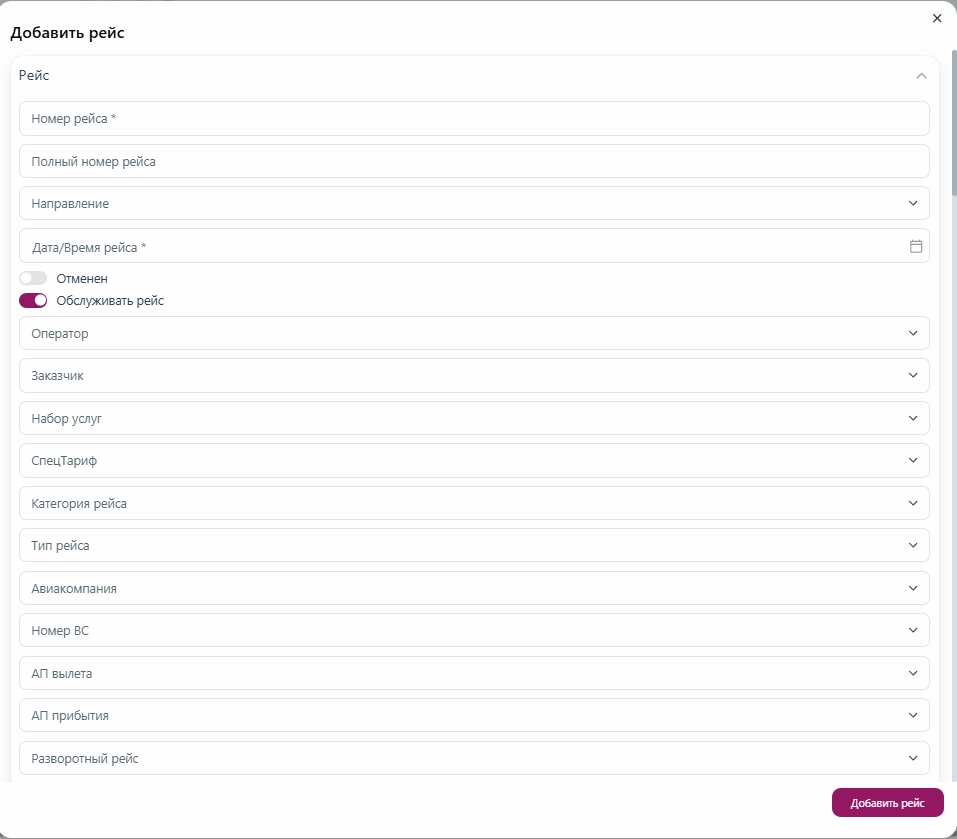 Добавить рейс
Рейс
Номер рейса *
Полный номер рейса
Направление
Дата/Время рейса *
Отменен
Обслуживать рейс
Оператор
Заказчик
Набор услуг
СпецТариф
Категория рейса
Тип рейса
Авиакомпания
Номер ВС
АП вылета
АП прибытия
Разворотный рейс
Добавить рейс